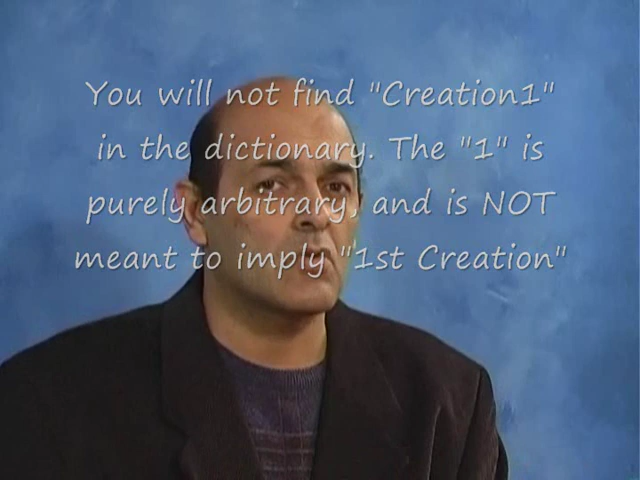 You will not find "Creation1"
in the dictionary. The "1" is
purely arbitrary, and is NOT
meant to imply "1st Creation"